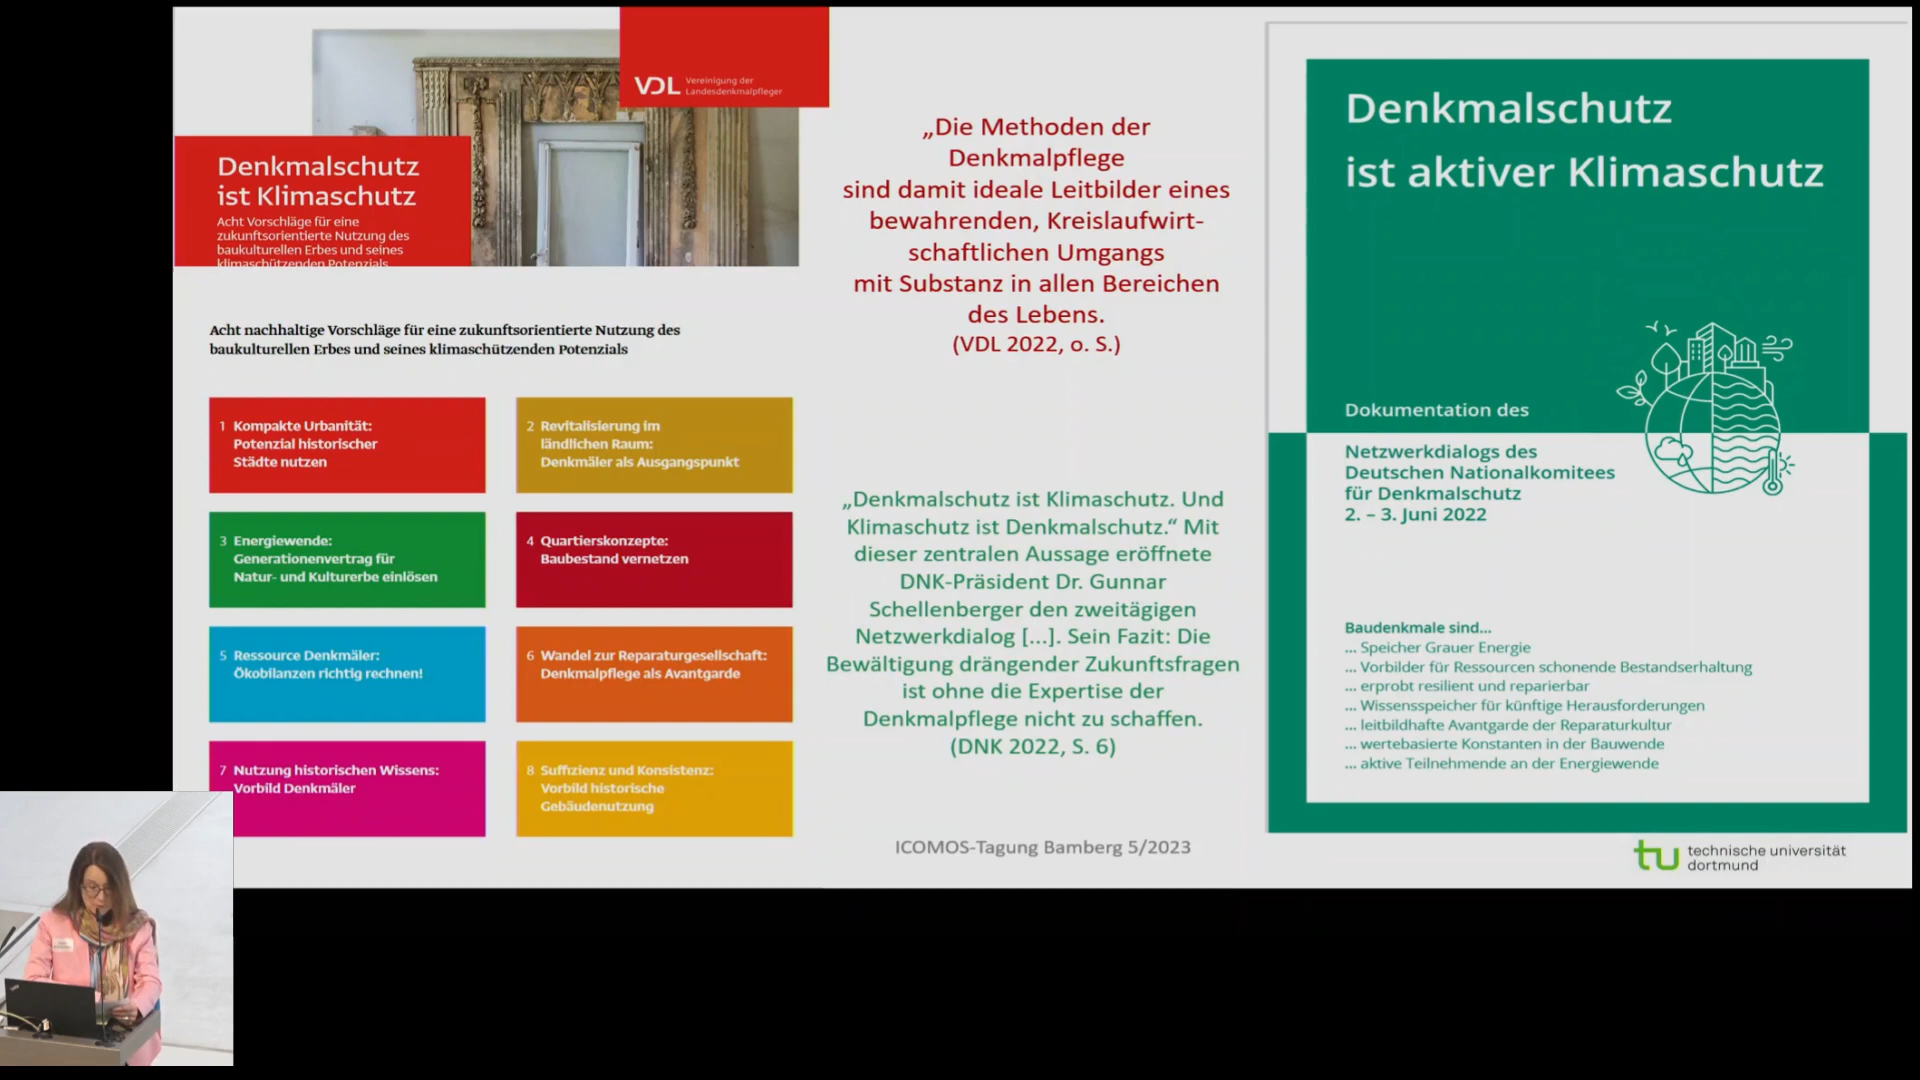 VDL Vereinigung der
Landesdenkmalpfleger
Denkmalschutz
ist Klimaschutz
Acht Vorschläge für eine
zukunftsorientierte Nutzung des
baukulturellen Erbes und seines
klimaschützenden Potenzials
Acht nachhaltige Vorschläge für eine zukunftsorientierte Nutzung des
baukulturellen Erbes und seines klimaschützenden Potenzials
1 Kompakte Urbanität:
Potenzial historischer
Städte nutzen
2 Revitalisierung im
ländlichen Raum:
Denkmäler als Ausgangspunkt
3 Energiewende:
Generationenvertrag für
Natur- und Kulturerbe einlösen
4 Quartierskonzepte:
Baubestand vernetzen
5 Ressource Denkmäler:
Ökobilanzen richtig rechnen!
6 Wandel zur Reparaturgesellschaft:
Denkmalpflege als Avantgarde
7 Nutzung historischen Wissens:
Vorbild Denkmäler
8 Suffizienz und Konsistenz:
Vorbild historische
Gebäudenutzung
„Die Methoden der
Denkmalpflege
sind damit ideale Leitbilder eines
bewahrenden, Kreislaufwirt-
schaftlichen Umgangs
mit Substanz in allen Bereichen
des Lebens.
(VDL 2022, o. S.)
„Denkmalschutz ist Klimaschutz. Und
Klimaschutz ist Denkmalschutz.“ Mit
dieser zentralen Aussage eröffnete
DNK-Präsident Dr. Gunnar
Schellenberger den zweitägigen
Netzwerkdialog [...]. Sein Fazit: Die
Bewältigung drängender Zukunftsfragen
ist ohne die Expertise der
Denkmalpflege nicht zu schaffen.
(DNK 2022, S. 6)
ICOMOS-Tagung Bamberg 5/2023
Denkmalschutz
ist aktiver Klimaschutz
Dokumentation des
Netzwerkdialogs des
Deutschen Nationalkomitees
für Denkmalschutz
2. – 3. Juni 2022
Baudenkmale sind...
... Speicher Grauer Energie
... Vorbilder für Ressourcen schonende Bestandserhaltung
... erprobt resilient und reparierbar
... Wissensspeicher für künftige Herausforderungen
... leitbildhafte Avantgarde der Reparaturkultur
... wertebasierte Konstanten in der Bauwende
... aktive Teilnehmende an der Energiewende
tu technische universität
dortmund